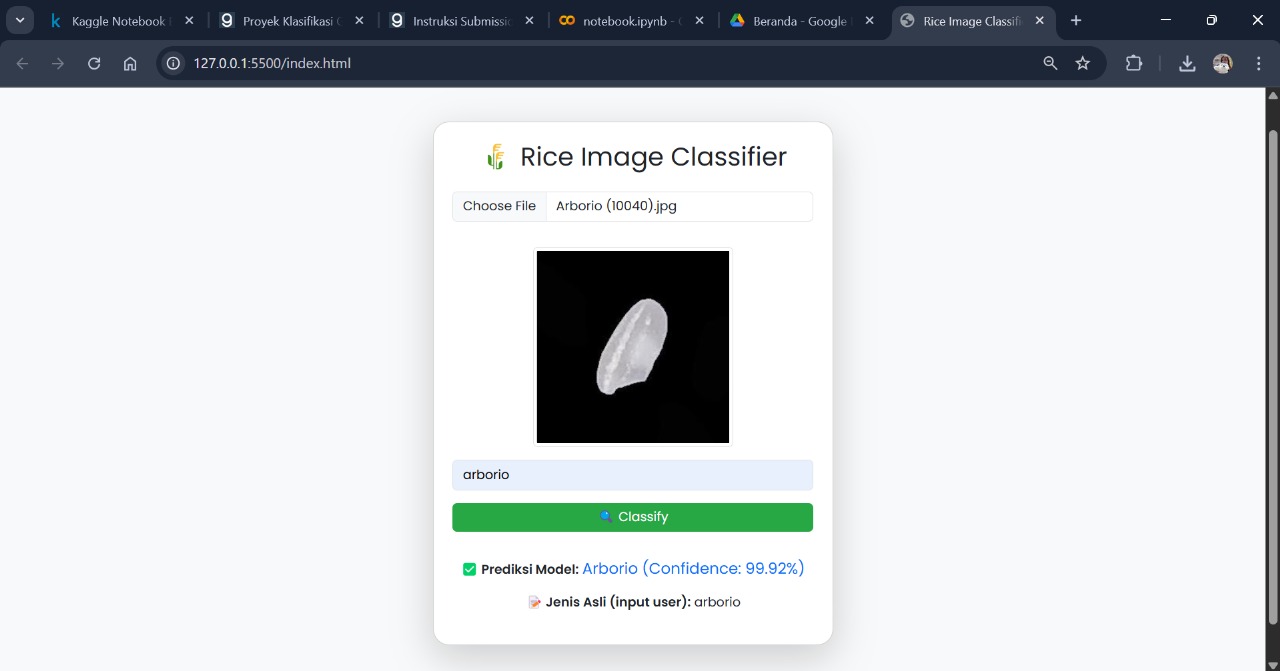 Kaggle Notebook
Proyek Klasifikasi
Instruksi Submissi
notebook.ipynb -
Beranda - Google
Rice Image Classifi
127.0.0.1:5500/index.html
Rice Image Classifier
Choose File Arborio (10040).jpg
arborio
Classify
Prediksi Model: Arborio (Confidence: 99.92%)
Jenis Asli (input user): arborio